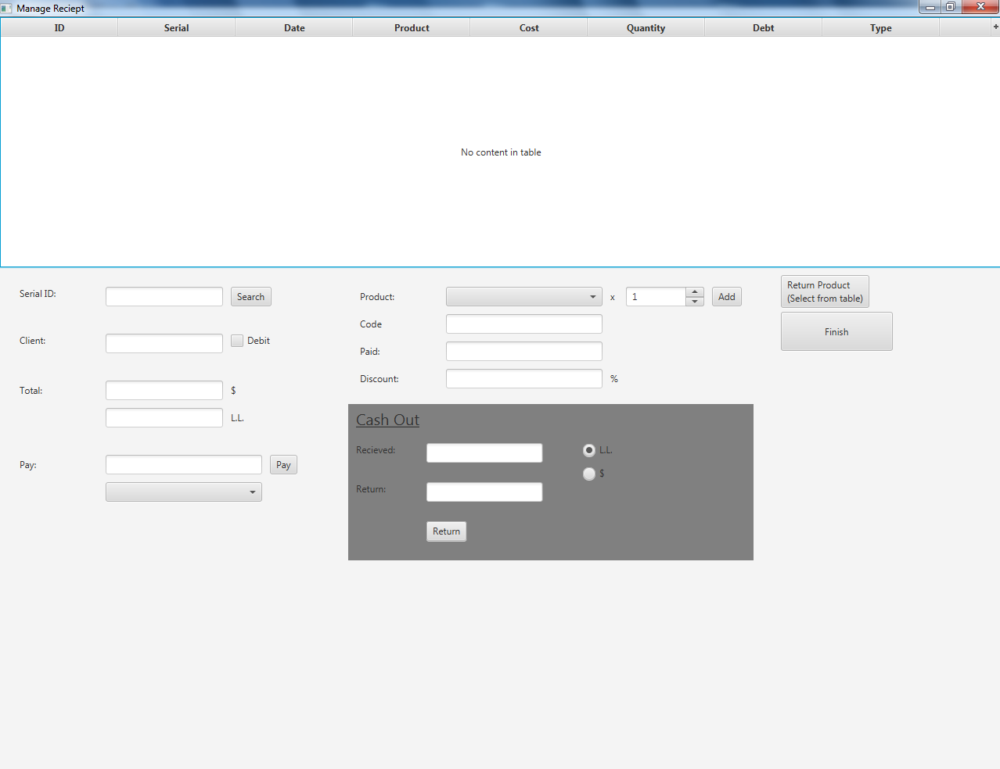 Manage Reciept
ID Serial Date Product Cost Quantity Debt Type +
No content in table
Serial ID: Search
Client: Debit
Total: $
L.L.
Pay: Pay
Product: x 1 Add
Code
Paid:
Discount: %
Return Product
(Select from table)
Finish
Cash Out
Recieved: L.L.
$
Return:
Return